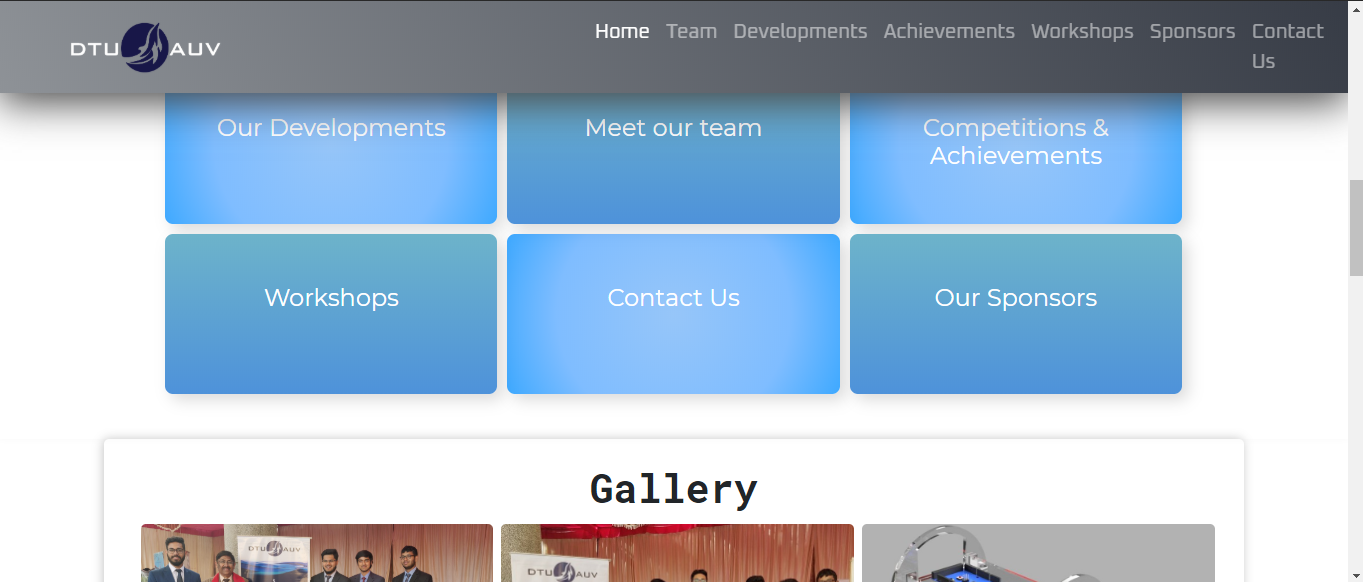 DTU AUV
Home Team Developments Achievements Workshops Sponsors Contact
Us
Our Developments
Meet our team
Competitions &
Achievements
Workshops
Contact Us
Our Sponsors
Gallery
DTU AUV
DTU AUV